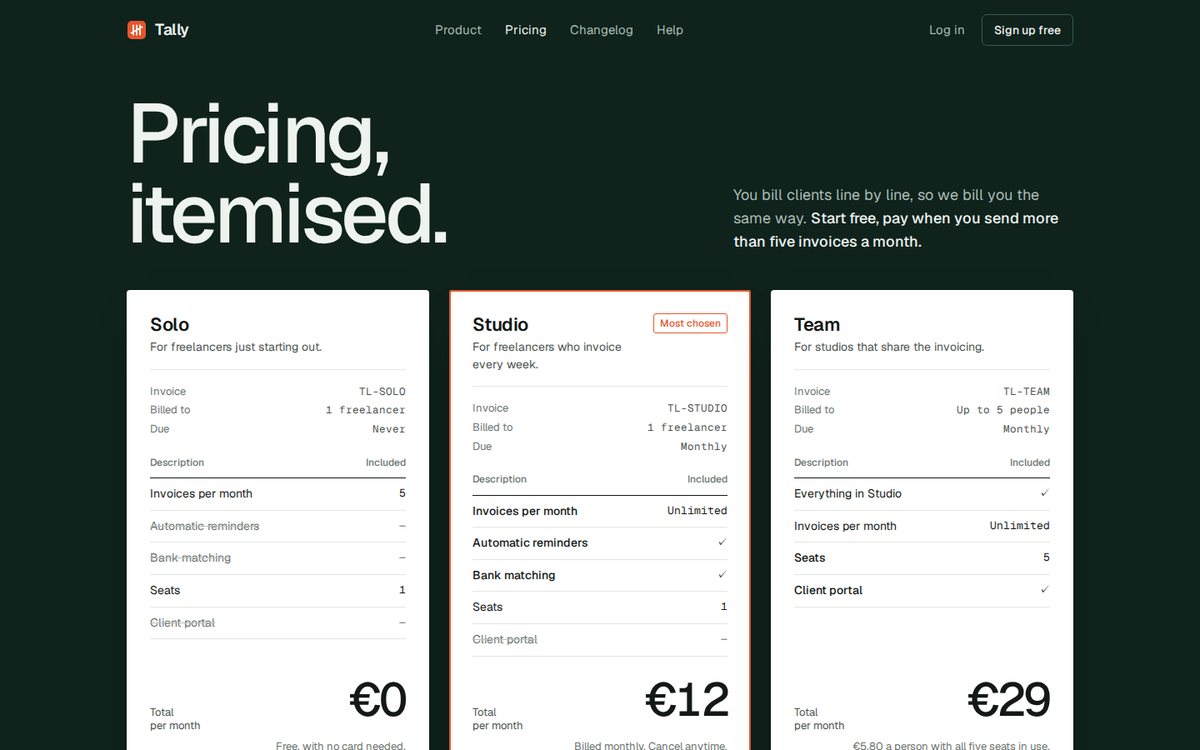 Tally
Product
Pricing
Changelog
Help
Log in
Sign up free
Pricing,
itemised.
You bill clients line by line, so we bill you the
same way. Start free, pay when you send more
than five invoices a month.
Solo
For freelancers just starting out.
Invoice TL-SOLO
Billed to 1 freelancer
Due Never
Description Included
Invoices per month 5
Automatic reminders –
Bank matching –
Seats 1
Client portal –
Total
per month
€0
Free, with no card needed.
Studio
Most chosen
For freelancers who invoice
every week.
Invoice TL-STUDIO
Billed to 1 freelancer
Due Monthly
Description Included
Invoices per month Unlimited
Automatic reminders ✓
Bank matching ✓
Seats 1
Client portal –
Total
per month
€12
Billed monthly. Cancel anytime.
Team
For studios that share the invoicing.
Invoice TL-TEAM
Billed to Up to 5 people
Due Monthly
Description Included
Everything in Studio ✓
Invoices per month Unlimited
Seats 5
Client portal ✓
Total
per month
€29
€5.80 a person with all five seats in use.